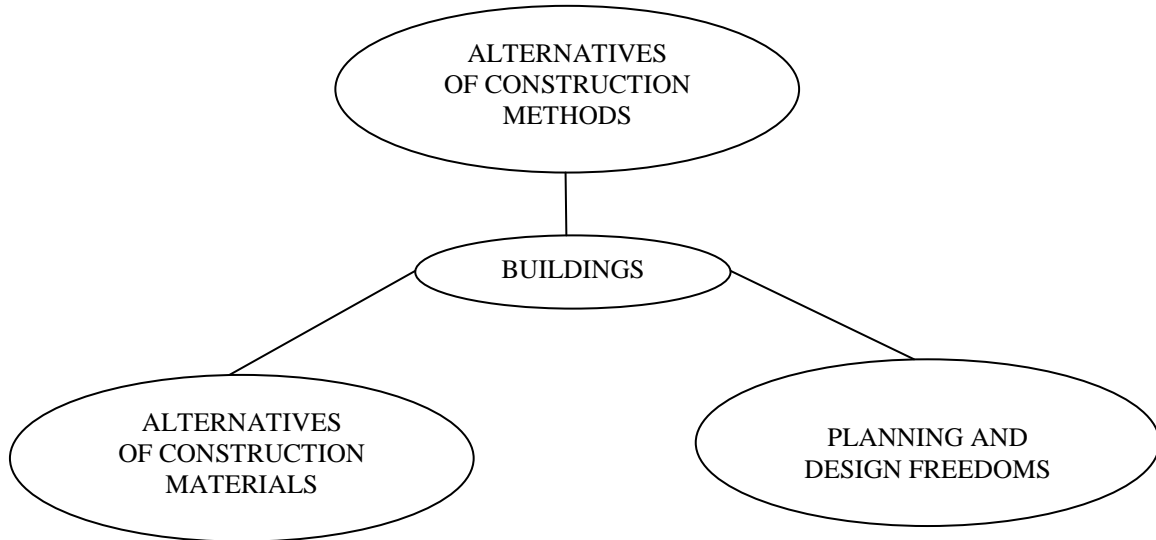 ALTERNATIVES
OF CONSTRUCTION
METHODS
BUILDINGS
ALTERNATIVES
OF CONSTRUCTION
MATERIALS
PLANNING AND
DESIGN FREEDOMS